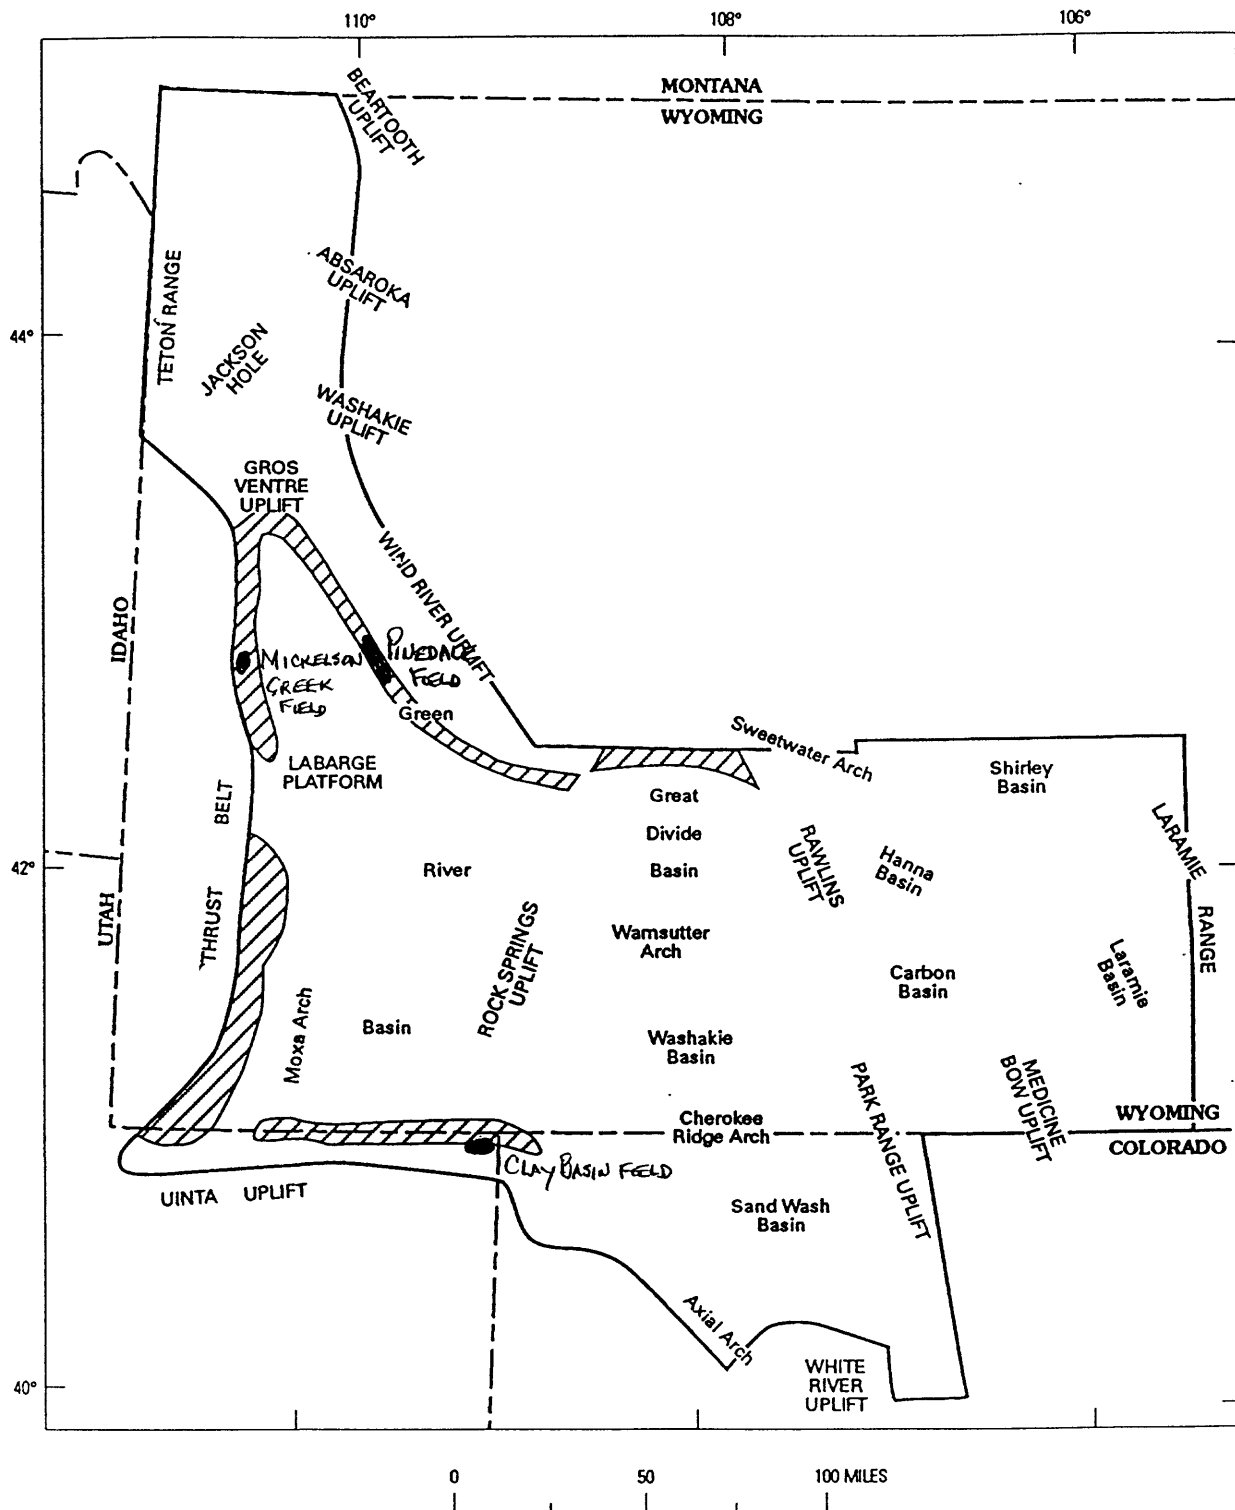 110°
108°
106°
MONTANA
WYOMING
BEARTOOTH
UPLIFT
ABSAROKA
UPLIFT
TETON RANGE
44°
JACKSON
HOLE
WASHAKIE
UPLIFT
GROS
VENTRE
UPLIFT
WIND RIVER UPLIFT
IDAHO
MICKELSON
CREEK
FIELD
PINEDALE
FIELD
Green
LABARGE
PLATFORM
Sweetwater Arch
Shirley
Basin
Great
Divide
Basin
THRUST BELT
LARAMIE RANGE
RAWLINS
UPLIFT
Hanna
Basin
42°
River
UTAH
ROCK SPRINGS
UPLIFT
Wamsutter
Arch
Carbon
Basin
Laramie
Basin
Moxa Arch
Basin
Washakie
Basin
PARK RANGE UPLIFT
MEDICINE
BOW UPLIFT
Cherokee
Ridge Arch
WYOMING
COLORADO
CLAY BASIN FIELD
UINTA UPLIFT
Sand Wash
Basin
Axial Arch
WHITE
RIVER
UPLIFT
40°
0 50 100 MILES